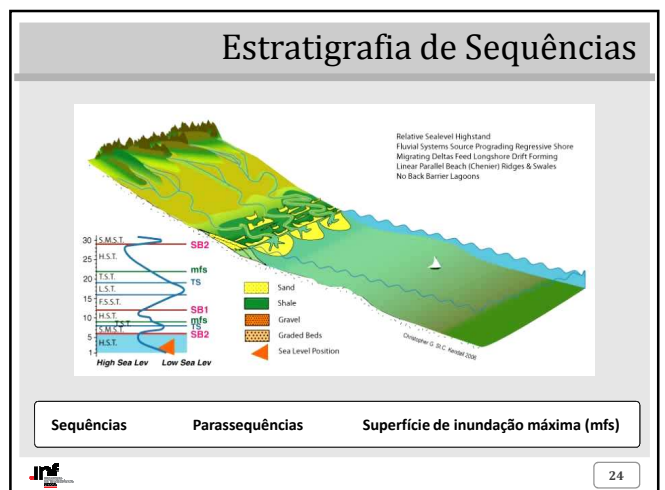 Estratigrafia de Sequências
Relative Sealevel Highstand
Fluvial Systems Source Prograding Regressive Shore
Migrating Deltas Feed Longshore Drift Forming
Linear Parallel Beach (Chenier) Ridges & Swales
No Back Barrier Lagoons
30
S.M.S.T.
SB2
25
H.S.T.
mfs
20
T.S.T.
TS
L.S.T.
15
F.S.S.T.
SB1
10
H.S.T.
mfs
T.S.T.
TS
S.M.S.T.
SB2
5
H.S.T.
1
High Sea Lev Low Sea Lev
Sand
Shale
Gravel
Graded Beds
Sea Level Position
Christopher G. St.C. Kendall 2006
Sequências Parassequências Superfície de inundação máxima (mfs)
24